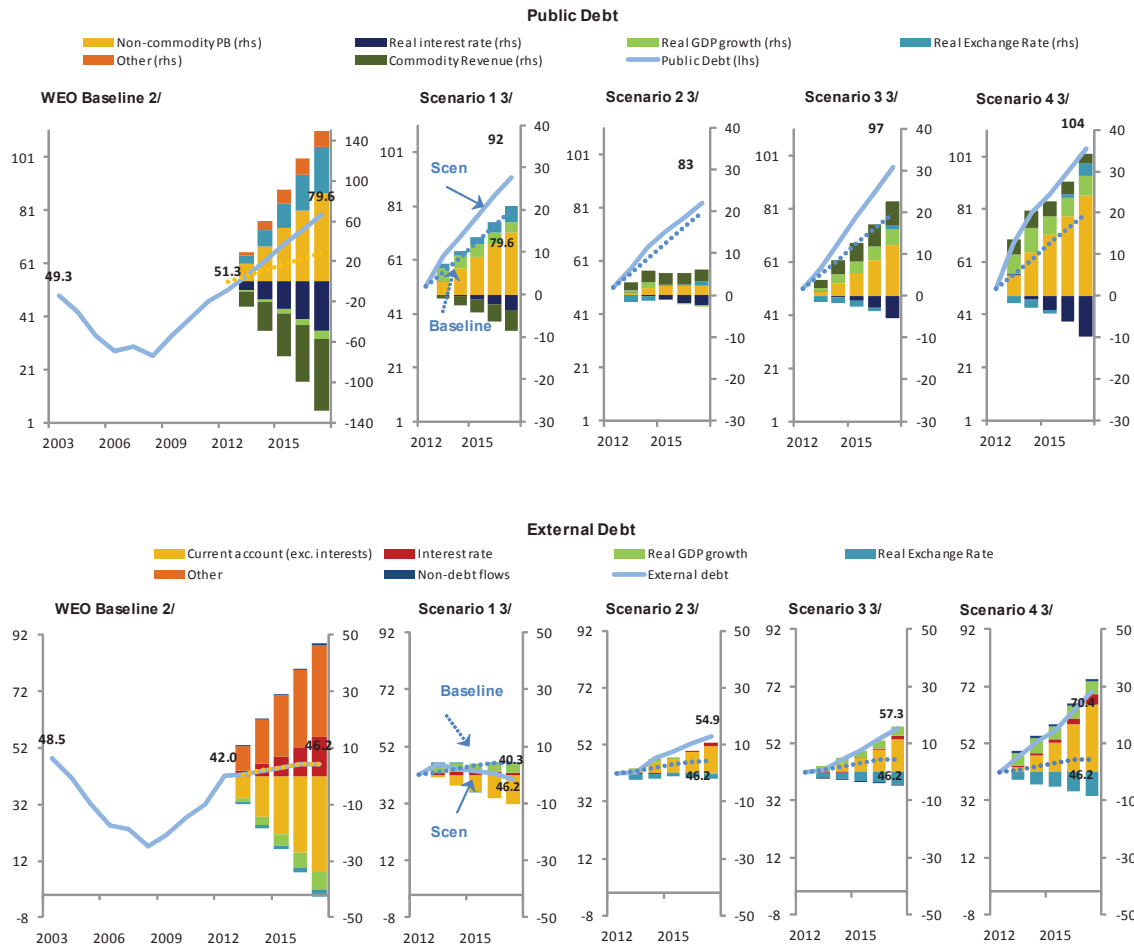 Public Debt
Non-commodity PB (rhs) Real interest rate (rhs) Real GDP growth (rhs) Real Exchange Rate (rhs)
Other (rhs) Commodity Revenue (rhs) Public Debt (lhs)
WEO Baseline 2/ Scenario 1 3/ Scenario 2 3/ Scenario 3 3/ Scenario 4 3/
101 81 61 41 21 1
140 100 60 20 -20 -60 -100 -140
49.3 51.3 79.6
2003 2006 2009 2012 2015
101 81 61 41 21 1
40 30 20 10 0 -10 -20 -30
92
Scen
79.6
Baseline
2012 2015
101 81 61 41 21 1
40 30 20 10 0 -10 -20 -30
83
2012 2015
101 81 61 41 21 1
40 30 20 10 0 -10 -20 -30
97
2012 2015
101 81 61 41 21 1
40 30 20 10 0 -10 -20 -30
104
2012 2015
External Debt
Current account (exc. interests) Interest rate Real GDP growth Real Exchange Rate
Other Non-debt flows External debt
WEO Baseline 2/ Scenario 1 3/ Scenario 2 3/ Scenario 3 3/ Scenario 4 3/
92 72 52 32 12 -8
50 30 10 -10 -30 -50
48.5 42.0 46.2
2003 2006 2009 2012 2015
92 72 52 32 12 -8
50 30 10 -10 -30 -50
Baseline
40.3
46.2
Scen
2012 2015
92 72 52 32 12 -8
50 30 10 -10 -30 -50
54.9
46.2
2012 2015
92 72 52 32 12 -8
50 30 10 -10 -30 -50
57.3
46.2
2012 2015
92 72 52 32 12 -8
50 30 10 -10 -30 -50
70.4
46.2
2012 2015